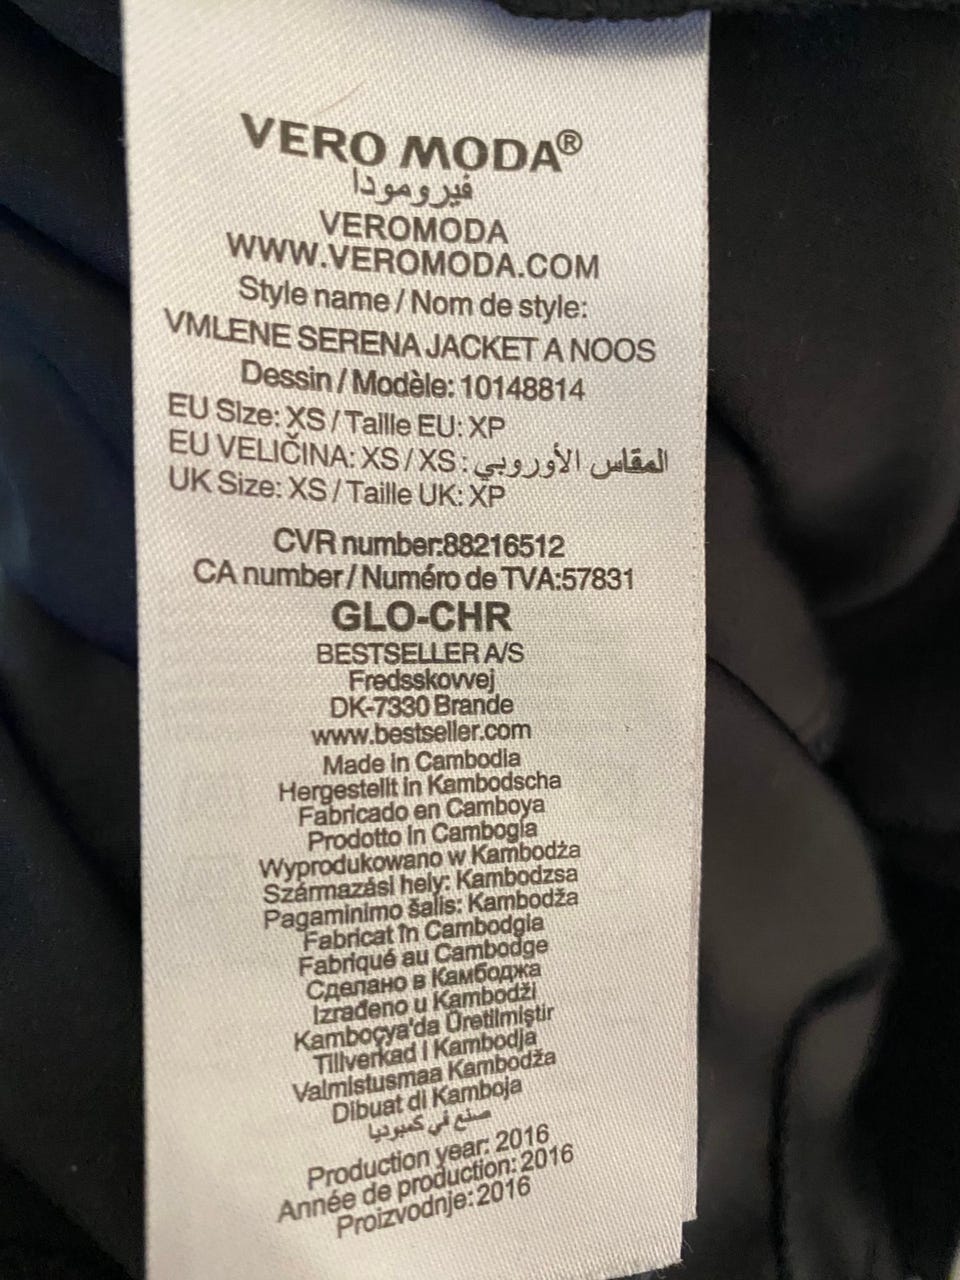 VERO MODA®
فيرومودا
VEROMODA
WWW.VEROMODA.COM
Style name / Nom de style:
VMLENE SERENA JACKET A NOOS
Dessin / Modèle: 10148814
EU Size: XS / Taille EU: XP
EU VELIČINA: XS / XS : المقاس الأوروبي
UK Size: XS / Taille UK: XP
CVR number:88216512
CA number / Numéro de TVA:57831
GLO-CHR
BESTSELLER A/S
Fredsskovvej
DK-7330 Brande
www.bestseller.com
Made in Cambodia
Hergestellt in Kambodscha
Fabricado en Camboya
Prodotto in Cambogia
Wyprodukowano w Kambodża
Származási hely: Kambodzsa
Pagaminimo šalis: Kambodža
Fabricat în Cambodgia
Fabriqué au Cambodge
Сделано в Камбоджа
Izrađeno u Kambodži
Kamboçya'da Üretilmiştir
Tillverkad i Kambodja
Valmistusmaa Kambodža
Dibuat di Kamboja
صنع في كمبوديا
Production year: 2016
Année de production: 2016
Proizvodnje: 2016